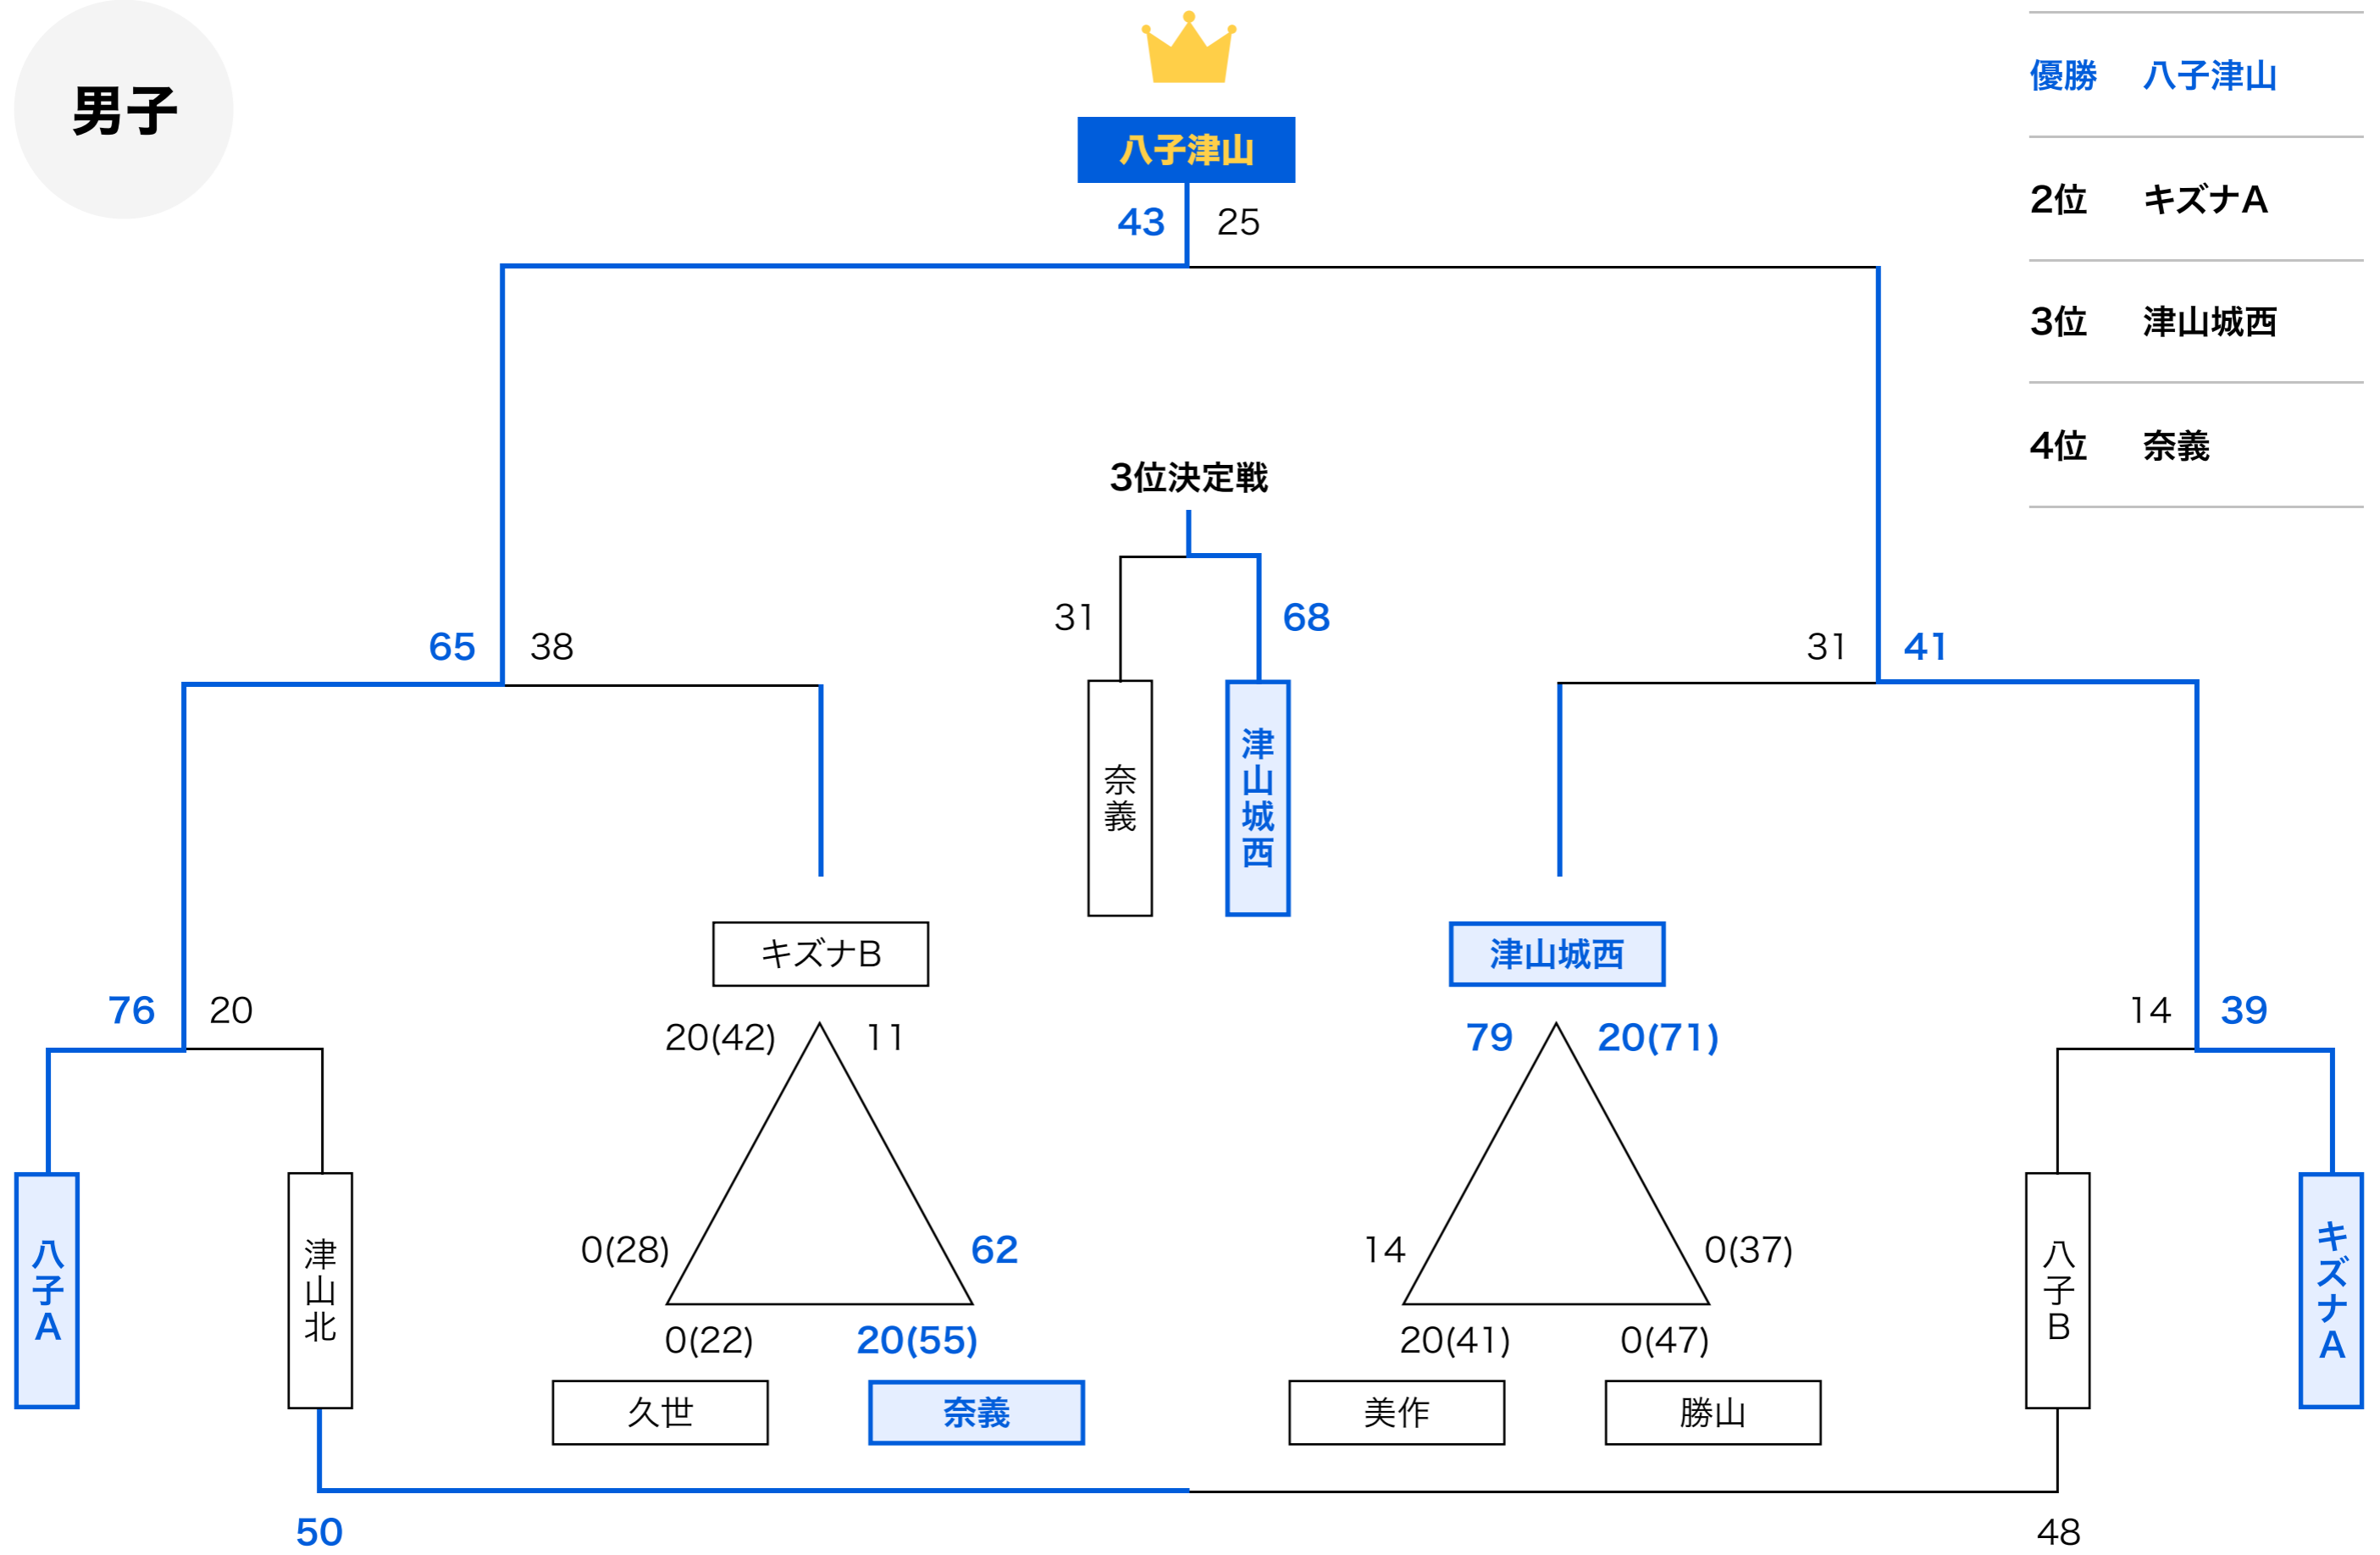 男子
八子津山
43 25
優勝 八子津山
2位 キズナA
3位 津山城西
4位 奈義
3位決定戦
31 68
奈義
津山城西
65 38
31 41
キズナB
津山城西
76 20
20(42) 11
79 20(71)
14 39
八子A
津山北
0(28) 62
14 0(37)
八子B
キズナA
0(22) 20(55)
20(41) 0(47)
久世
奈義
美作
勝山
50 48